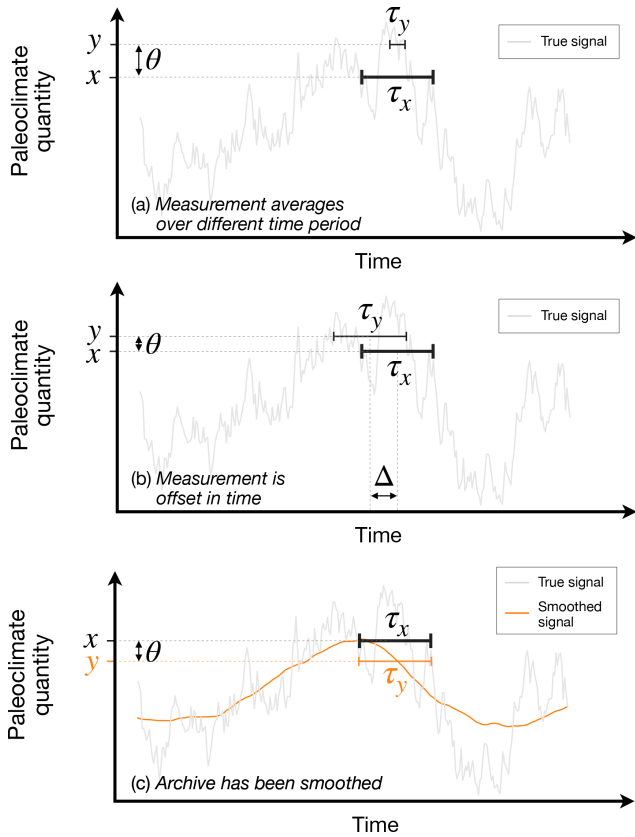 τy
y
θ
x
τx
True signal
Paleoclimate
quantity
(a) Measurement averages
over different time period
Time
τy
y
θ
x
τx
True signal
Paleoclimate
quantity
Δ
(b) Measurement is
offset in time
Time
True signal
Smoothed
signal
τx
x
θ
y
τy
Paleoclimate
quantity
(c) Archive has been smoothed
Time